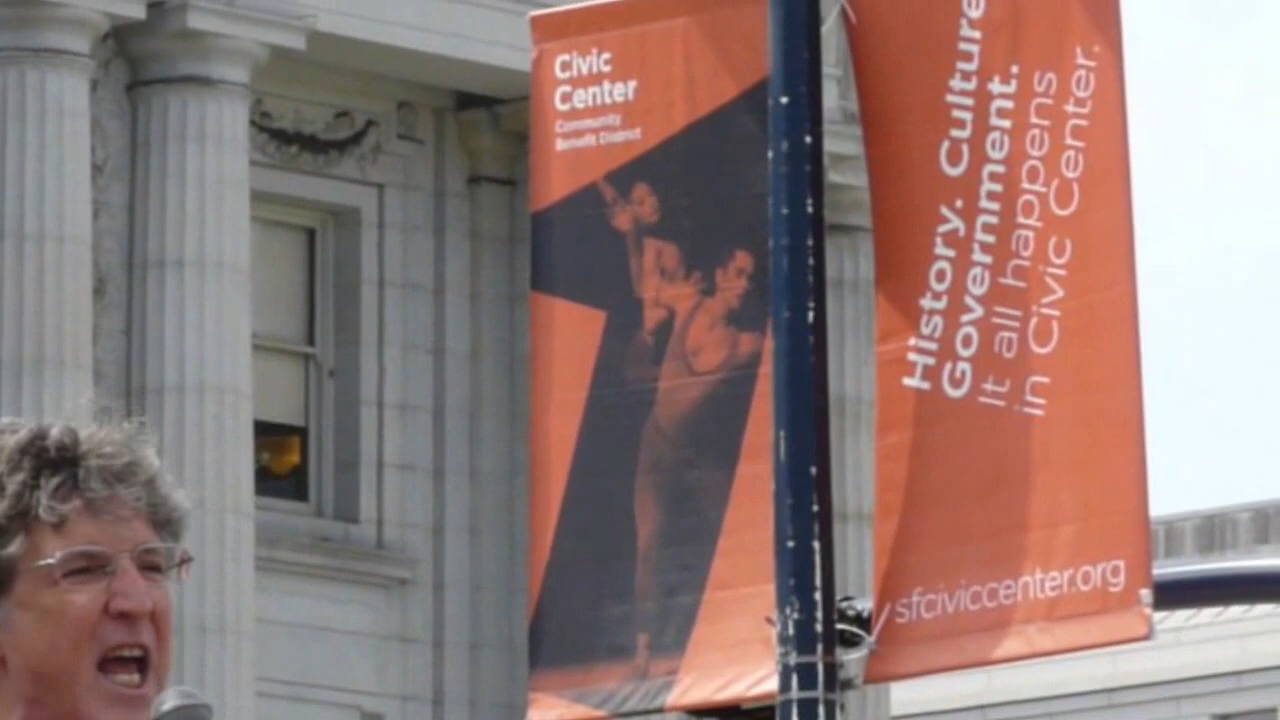 Civic
Center
Community
Benefit District
History. Culture
Government.
It all happens
in Civic Center.
sfciviccenter.org